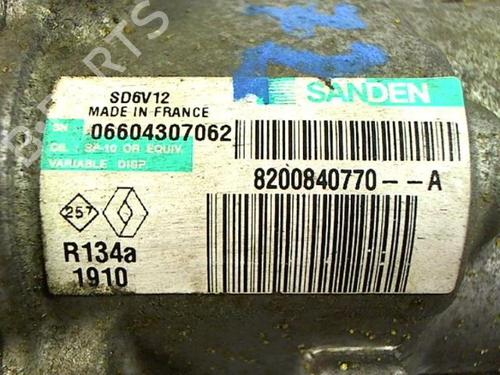 SD6V12
MADE IN FRANCE
SANDEN
SN 06604307062
OIL : SP-10 OR EQUIV.
VARIABLE DISP.
8200840770--A
257
R134a
1910